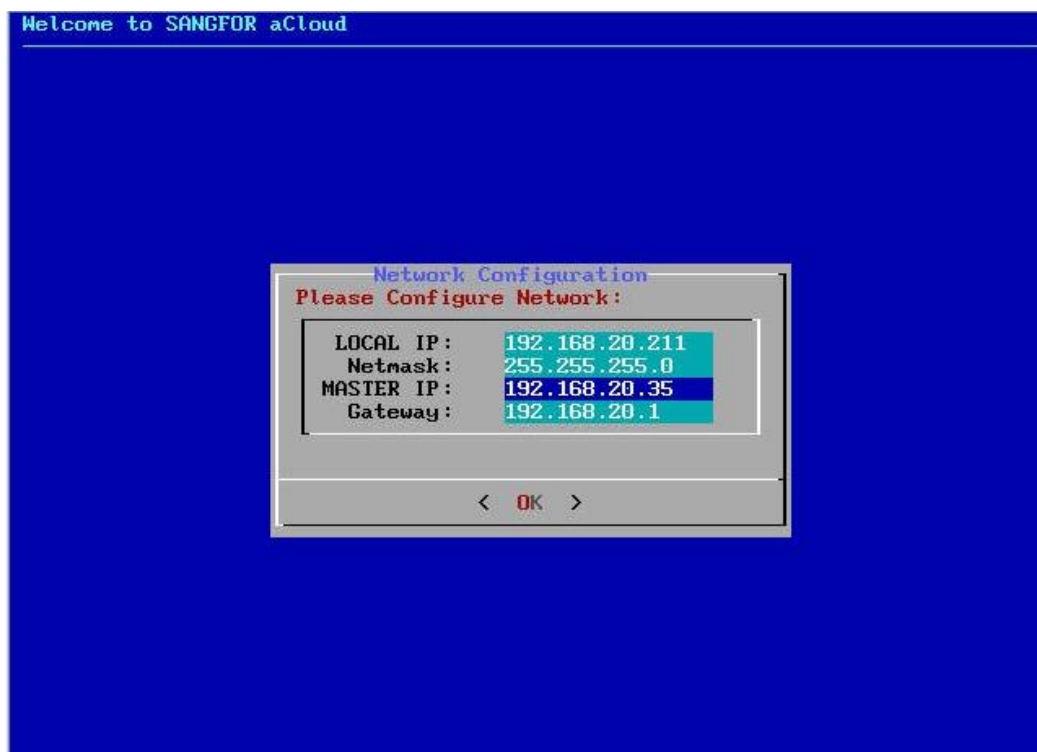 Welcome to SANGFOR aCloud
Network Configuration
Please Configure Network:
LOCAL IP: 192.168.20.211
Netmask: 255.255.255.0
MASTER IP: 192.168.20.35
Gateway: 192.168.20.1
< OK >